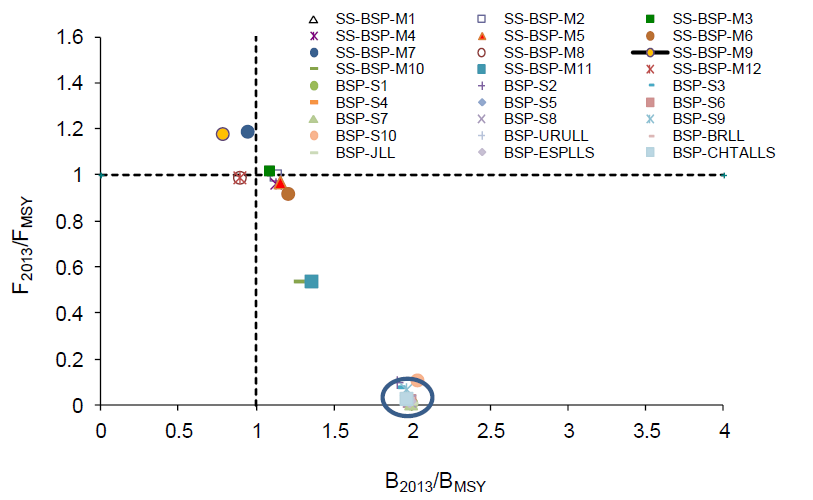 SS-BSP-M1 SS-BSP-M2 SS-BSP-M3
SS-BSP-M4 SS-BSP-M5 SS-BSP-M6
SS-BSP-M7 SS-BSP-M8 SS-BSP-M9
SS-BSP-M10 SS-BSP-M11 SS-BSP-M12
BSP-S1 BSP-S2 BSP-S3
BSP-S4 BSP-S5 BSP-S6
BSP-S7 BSP-S8 BSP-S9
BSP-S10 BSP-URULL BSP-BRLL
BSP-JLL BSP-ESPLLS BSP-CHTALLS
1.6
1.4
1.2
1
0.8
0.6
0.4
0.2
0
F2013/FMSY
0 0.5 1 1.5 2 2.5 3 3.5 4
B2013/BMSY